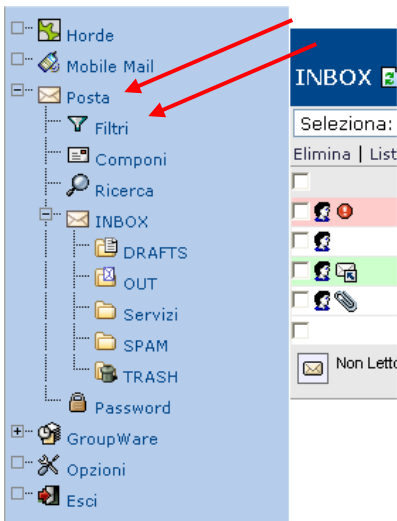 Horde
Mobile Mail
Posta
Filtri
Componi
Ricerca
INBOX
DRAFTS
OUT
Servizi
SPAM
TRASH
Password
GroupWare
Opzioni
Esci
INBOX
Seleziona:
Elimina | List
Non Letto